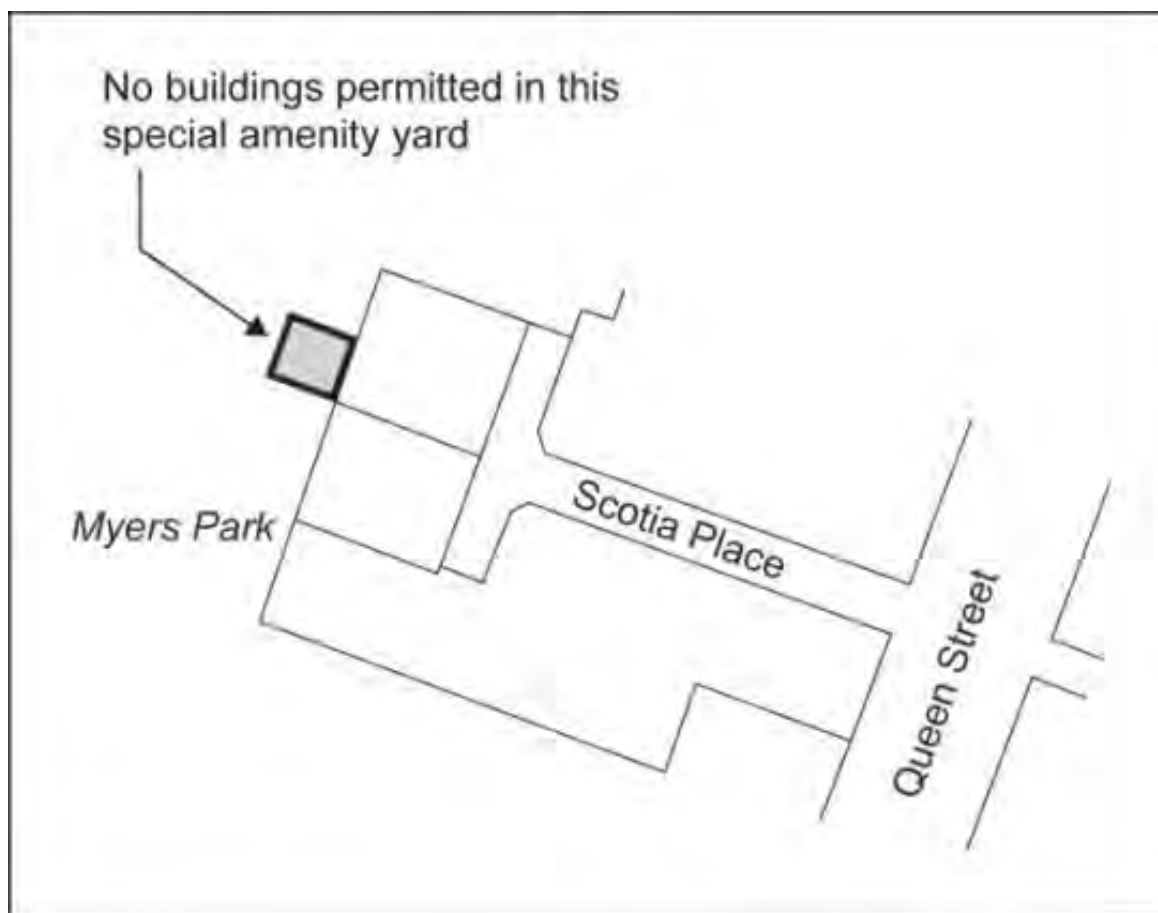 No buildings permitted in this
special amenity yard
Scotia Place
Myers Park
Queen Street